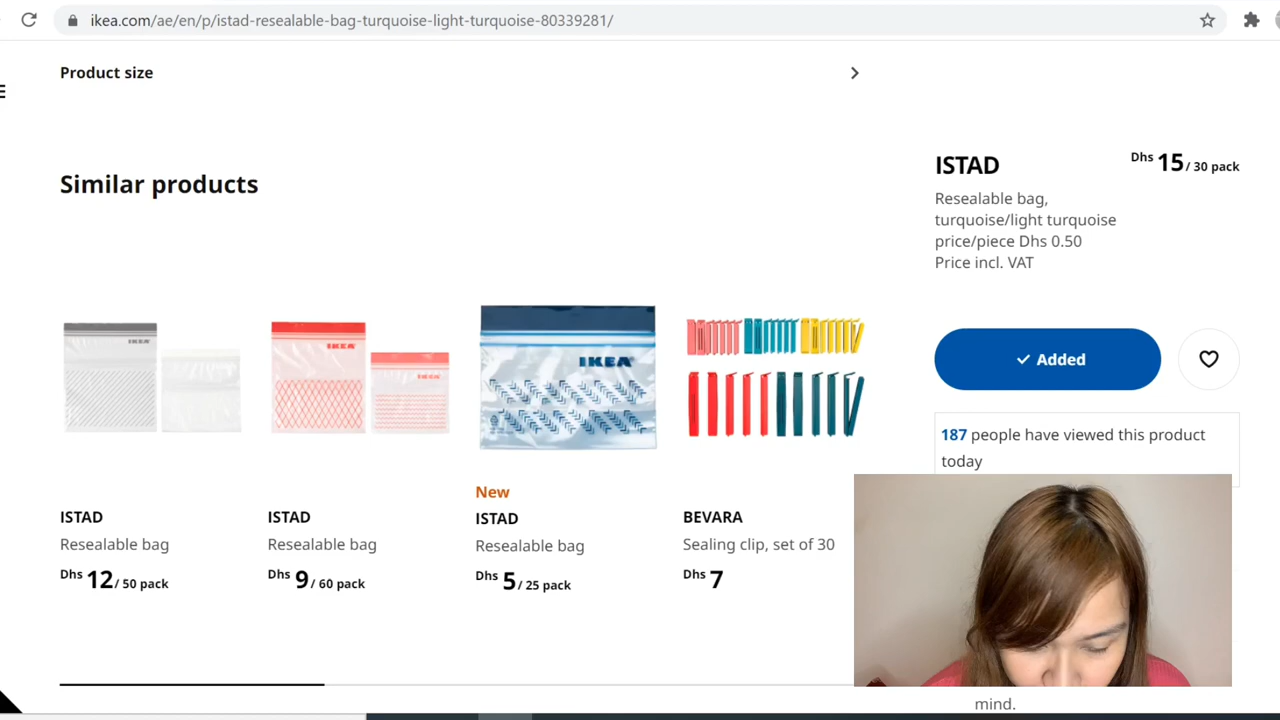 ikea.com/ae/en/p/istad-resealable-bag-turquoise-light-turquoise-80339281/
Product size
Similar products
IKEA
IKEA
IKEA
IKEA
ISTAD
Resealable bag
Dhs 12/ 50 pack
ISTAD
Resealable bag
Dhs 9/ 60 pack
New
ISTAD
Resealable bag
Dhs 5/ 25 pack
BEVARA
Sealing clip, set of 30
Dhs 7
ISTAD
Dhs 15/ 30 pack
Resealable bag,
turquoise/light turquoise
price/piece Dhs 0.50
Price incl. VAT
Added
187 people have viewed this product
today
mind.